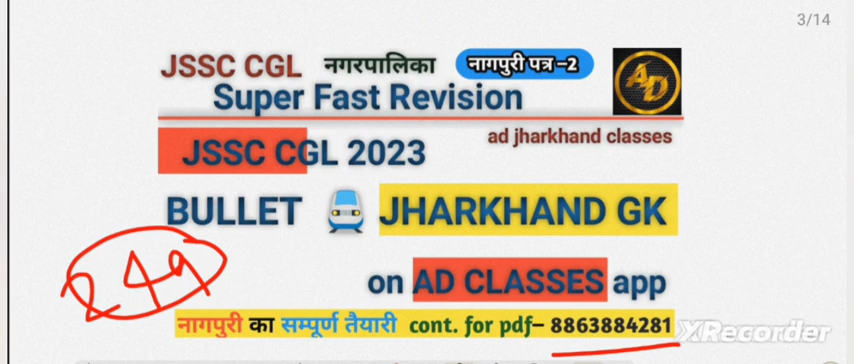 3/14
JSSC CGL नगरपालिका नागपुरी पत्र-2
Super Fast Revision
AD
ad jharkhand classes
JSSC CGL 2023
BULLET JHARKHAND GK
249
on AD CLASSES app
नागपुरी का सम्पूर्ण तैयारी cont. for pdf- 8863884281
XRecorder